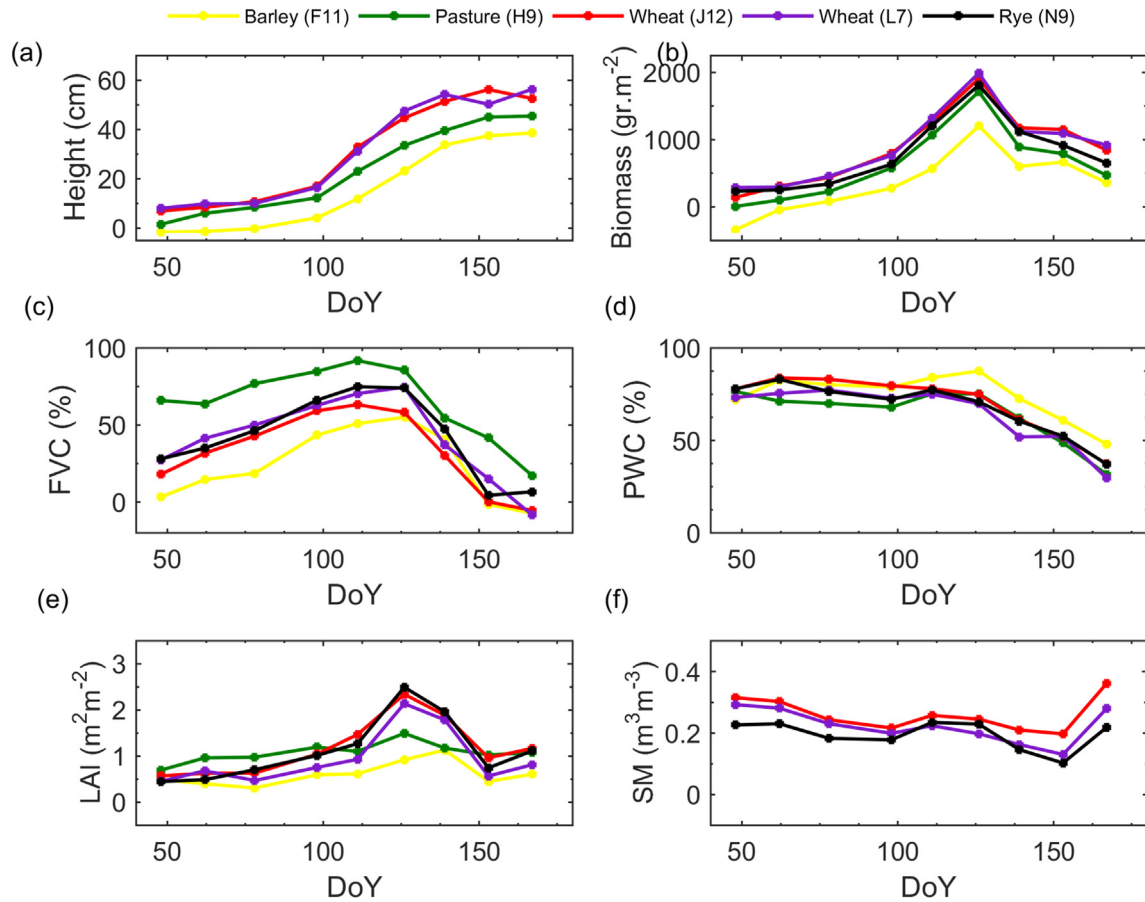 Barley (F11) Pasture (H9) Wheat (J12) Wheat (L7) Rye (N9)
(a) (b)
Height (cm)
60
40
20
0
50 100 150
DoY
Biomass (gr.m⁻²)
2000
1000
0
50 100 150
DoY
(c) (d)
FVC (%)
100
50
0
50 100 150
DoY
PWC (%)
100
50
0
50 100 150
DoY
(e) (f)
LAI (m²m⁻²)
3
2
1
0
50 100 150
DoY
SM (m³m⁻³)
0.4
0.2
0
50 100 150
DoY